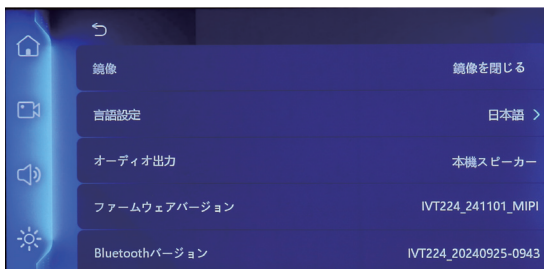 鏡像
鏡像を閉じる
言語設定
日本語
オーディオ出力
本機スピーカー
ファームウェアバージョン
IVT224_241101_MIPI
Bluetoothバージョン
IVT224_20240925-0943